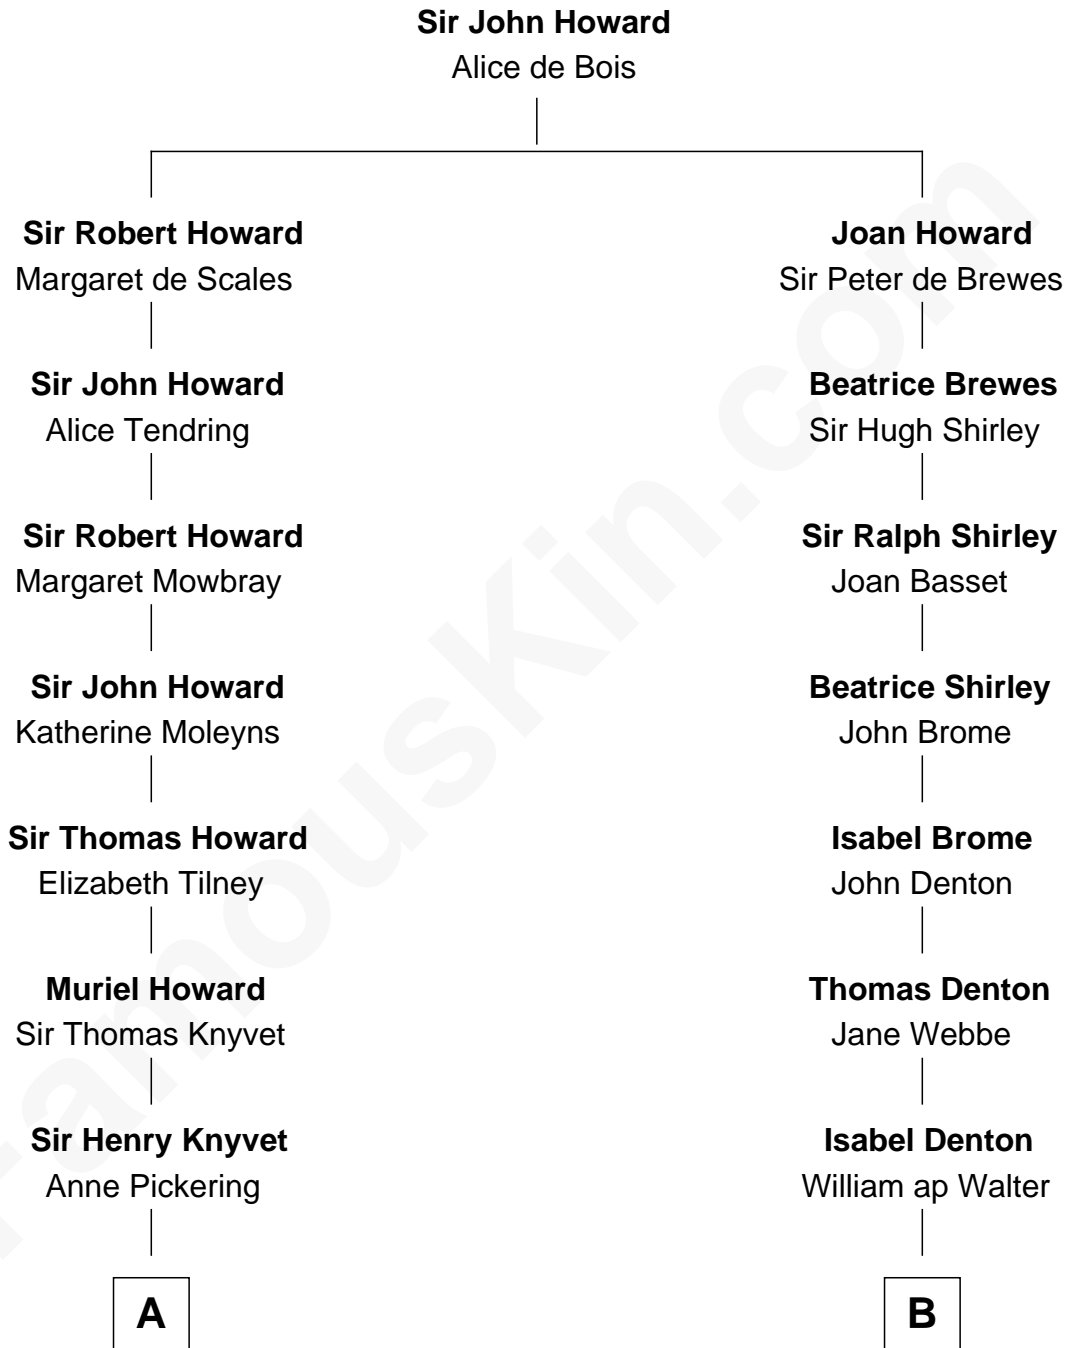 Sir John Howard
Alice de Bois
Sir Robert Howard
Margaret de Scales
Joan Howard
Sir Peter de Brewes
Sir John Howard
Alice Tendring
Beatrice Brewes
Sir Hugh Shirley
Sir Robert Howard
Margaret Mowbray
Sir Ralph Shirley
Joan Basset
Sir John Howard
Katherine Moleyns
Beatrice Shirley
John Brome
Sir Thomas Howard
Elizabeth Tilney
Isabel Brome
John Denton
Muriel Howard
Sir Thomas Knyvet
Thomas Denton
Jane Webbe
Sir Henry Knyvet
Anne Pickering
Isabel Denton
William ap Walter
A
B
FamousKin.com